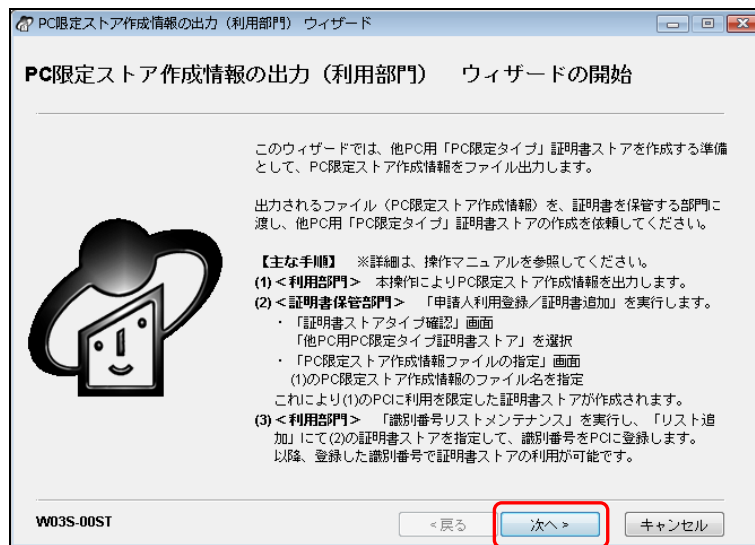 PC限定ストア作成情報の出力（利用部門） ウィザード
PC限定ストア作成情報の出力（利用部門）　ウィザードの開始
このウィザードでは、他PC用「PC限定タイプ」証明書ストアを作成する準備
として、PC限定ストア作成情報をファイル出力します。
出力されるファイル（PC限定ストア作成情報）を、証明書を保管する部門に
渡し、他PC用「PC限定タイプ」証明書ストアの作成を依頼してください。
【主な手順】　※詳細は、操作マニュアルを参照してください。
(1)＜利用部門＞　本操作によりPC限定ストア作成情報を出力します。
(2)＜証明書保管部門＞　「申請人利用登録／証明書追加」を実行します。
・　「証明書ストアタイプ確認」画面
「他PC用PC限定タイプ証明書ストア」を選択
・　「PC限定ストア作成情報ファイルの指定」画面
(1)のPC限定ストア作成情報のファイル名を指定
これにより(1)のPCに利用を限定した証明書ストアが作成されます。
(3)＜利用部門＞　「識別番号リストメンテナンス」を実行し、「リスト追
加」にて(2)の証明書ストアを指定して、識別番号をPCに登録します。
以降、登録した識別番号で証明書ストアの利用が可能です。
W03S-00ST
<戻る
次へ>
キャンセル